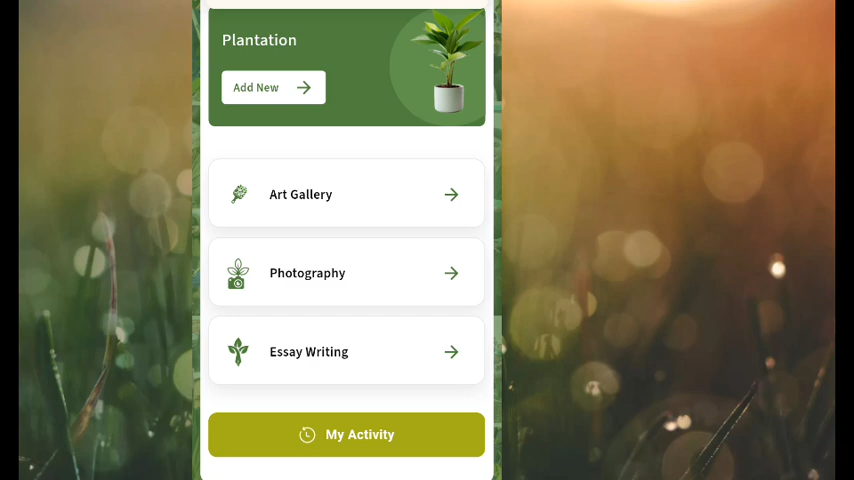 Plantation
Add New
Art Gallery
Photography
Essay Writing
My Activity